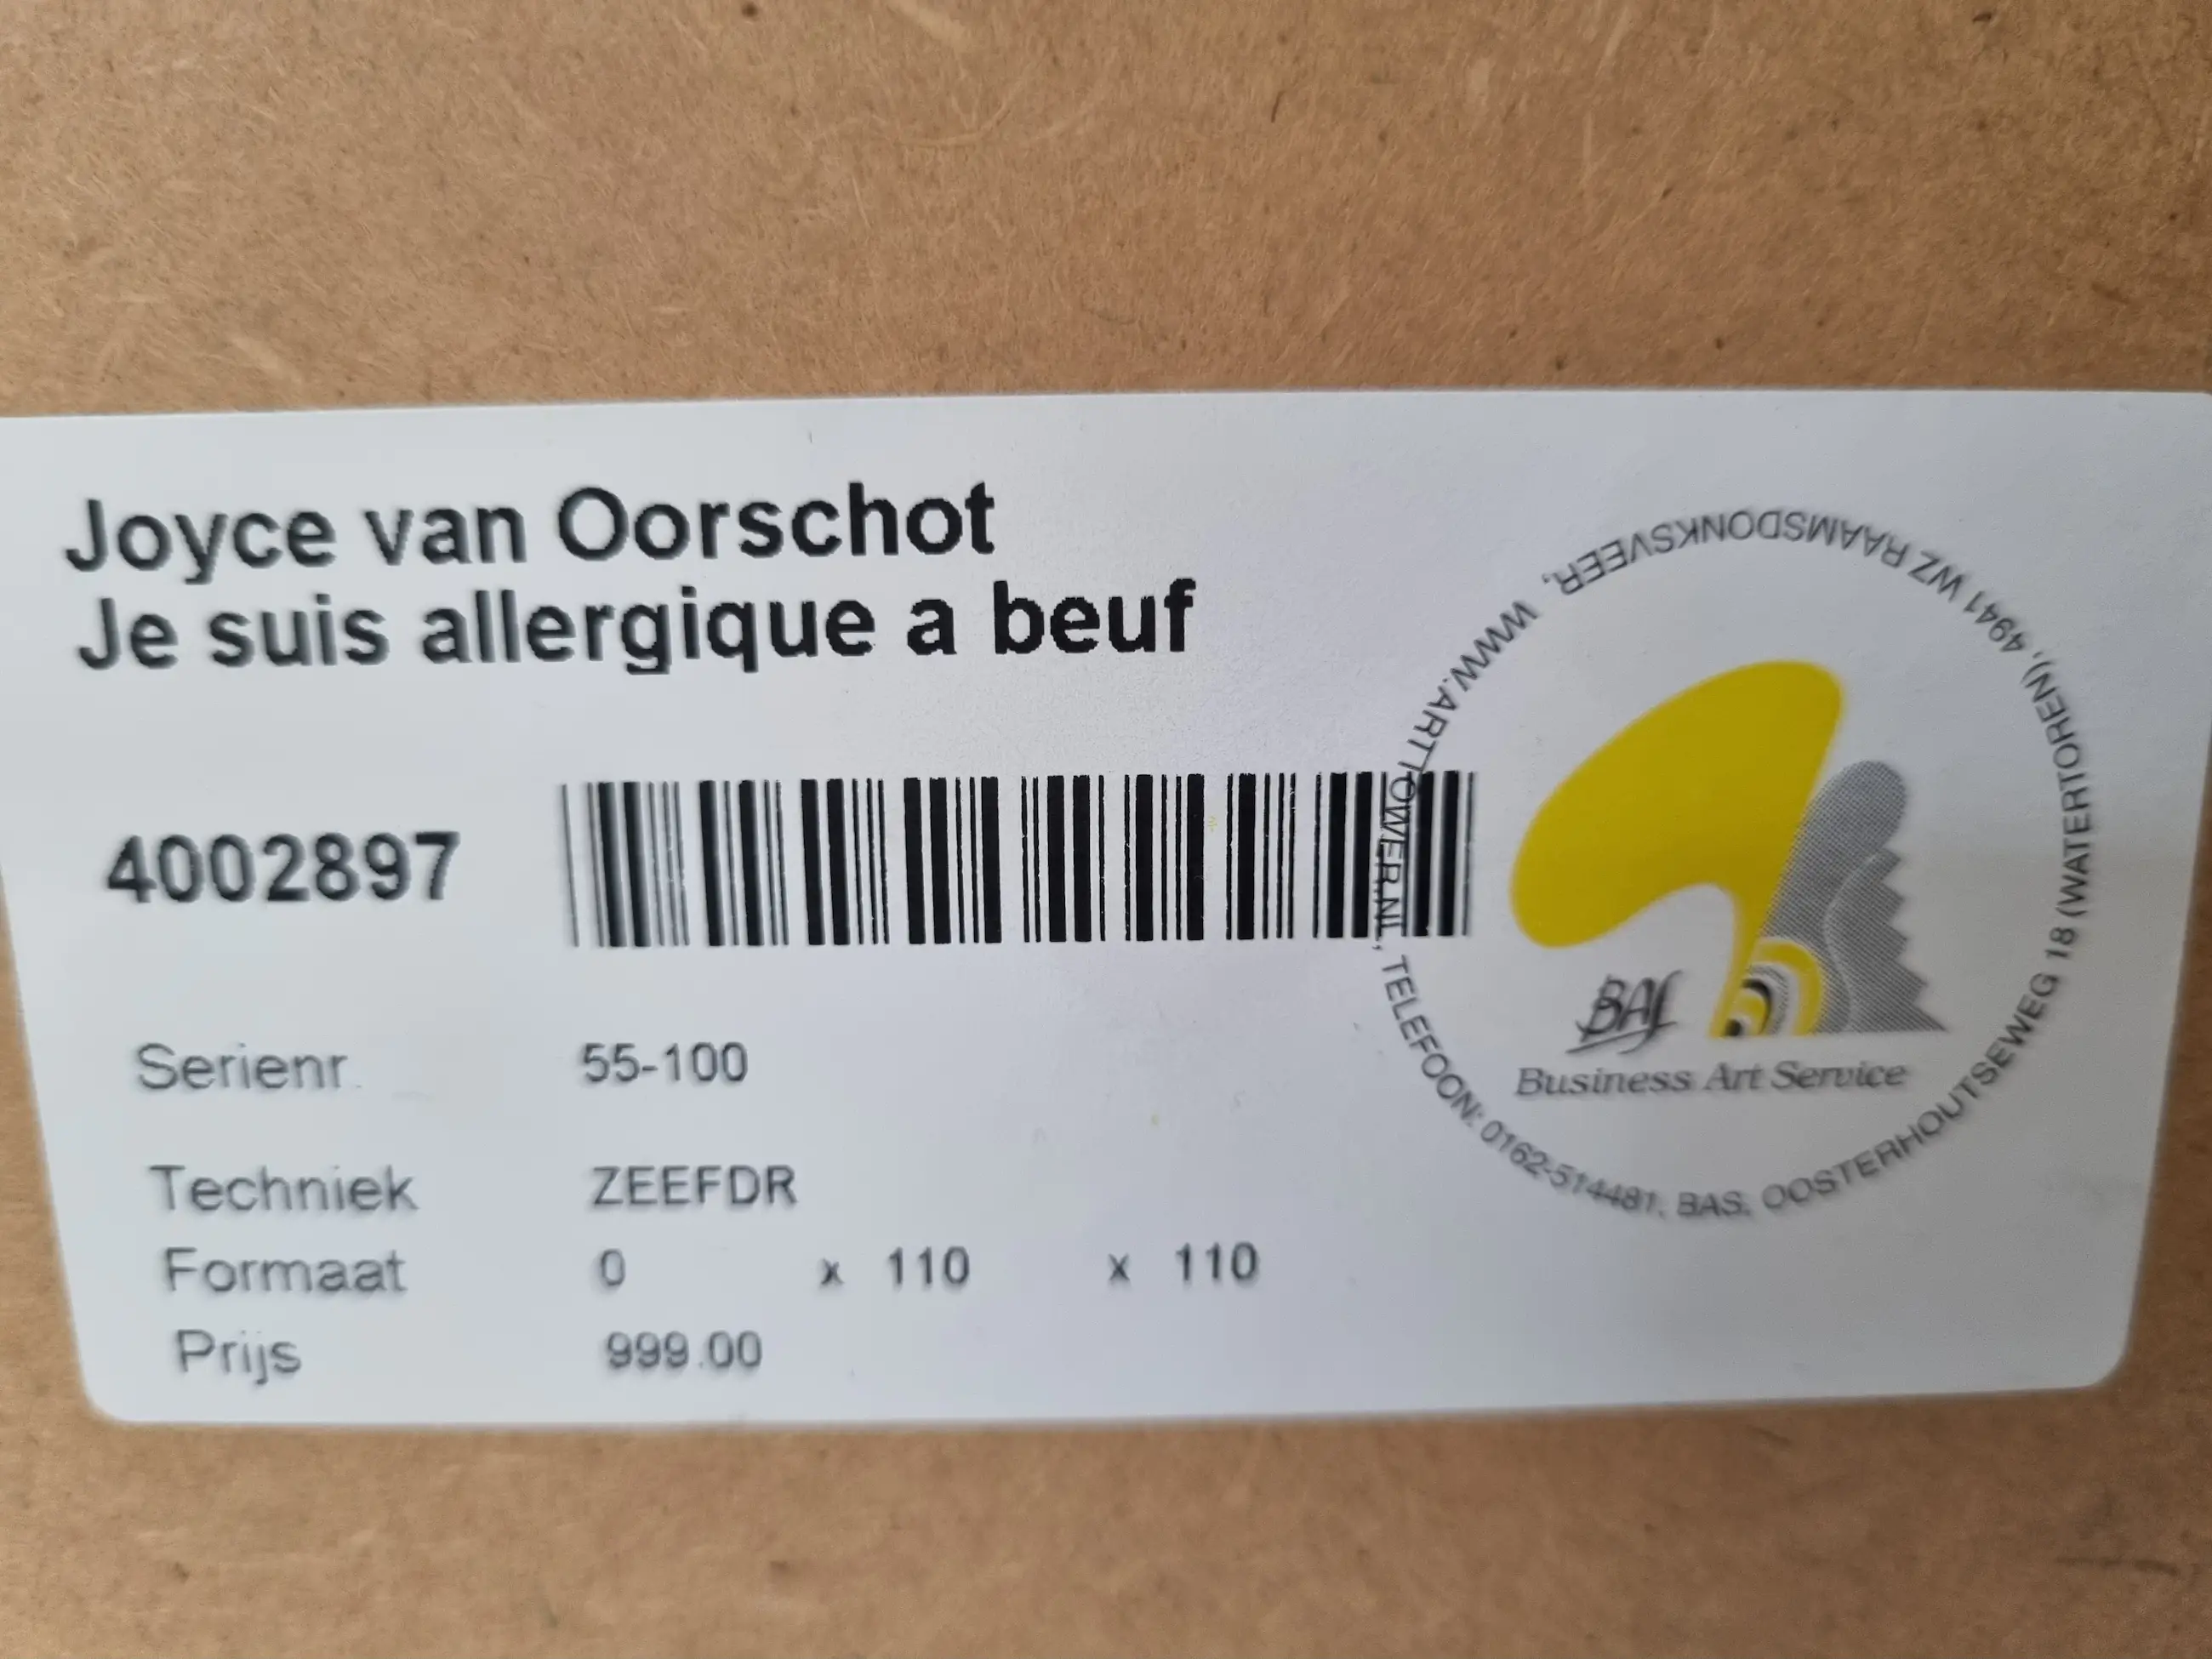 Joyce van Oorschot
Je suis allergique a beuf
4002897
Serienr. 55-100
Techniek ZEEFDR
Formaat 0 x 110 x 110
Prijs 999.00
BAS
Business Art Service
WWW.ARTTOWER.NL, TELEFOON: 0162-514481, BAS, OOSTERHOUTSEWEG 18 (WATERTOREN), 4941 WZ RAAMSDONKSVEER,